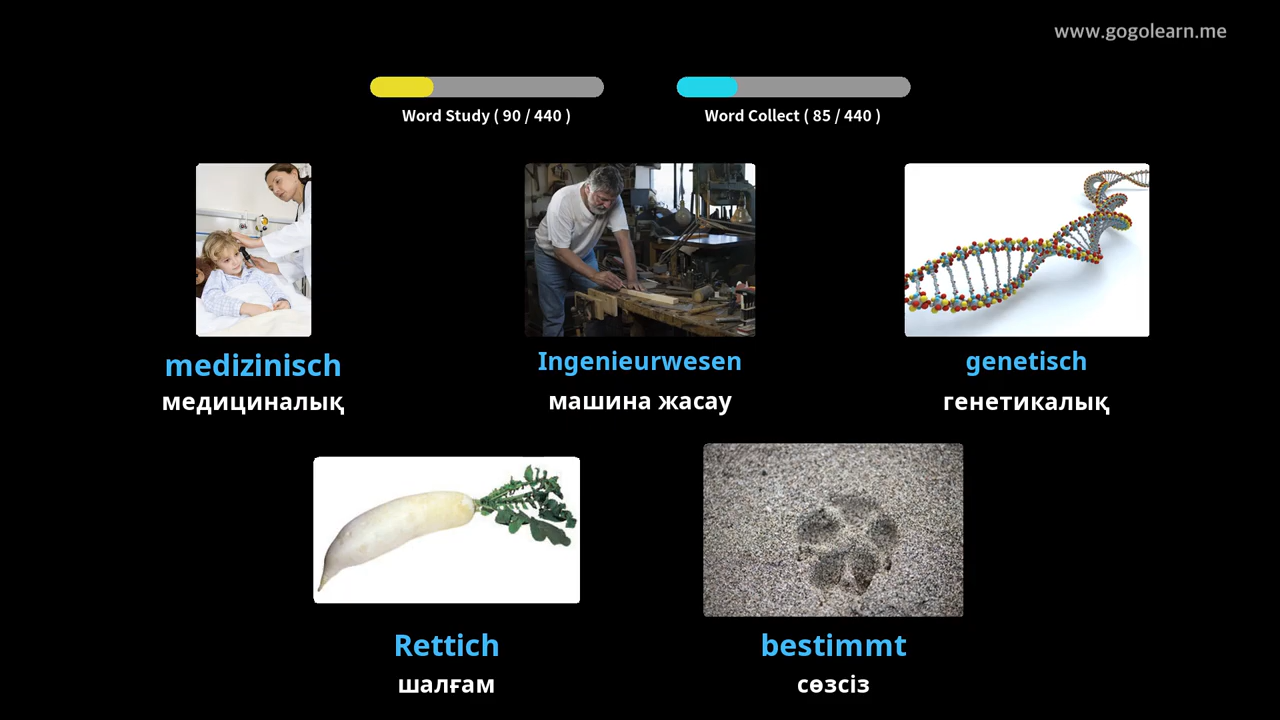 www.gogolearn.me
Word Study ( 90 / 440 )
Word Collect ( 85 / 440 )
medizinisch
медициналық
Ingenieurwesen
машина жасау
genetisch
генетикалық
Rettich
шалғам
bestimmt
сөзсіз